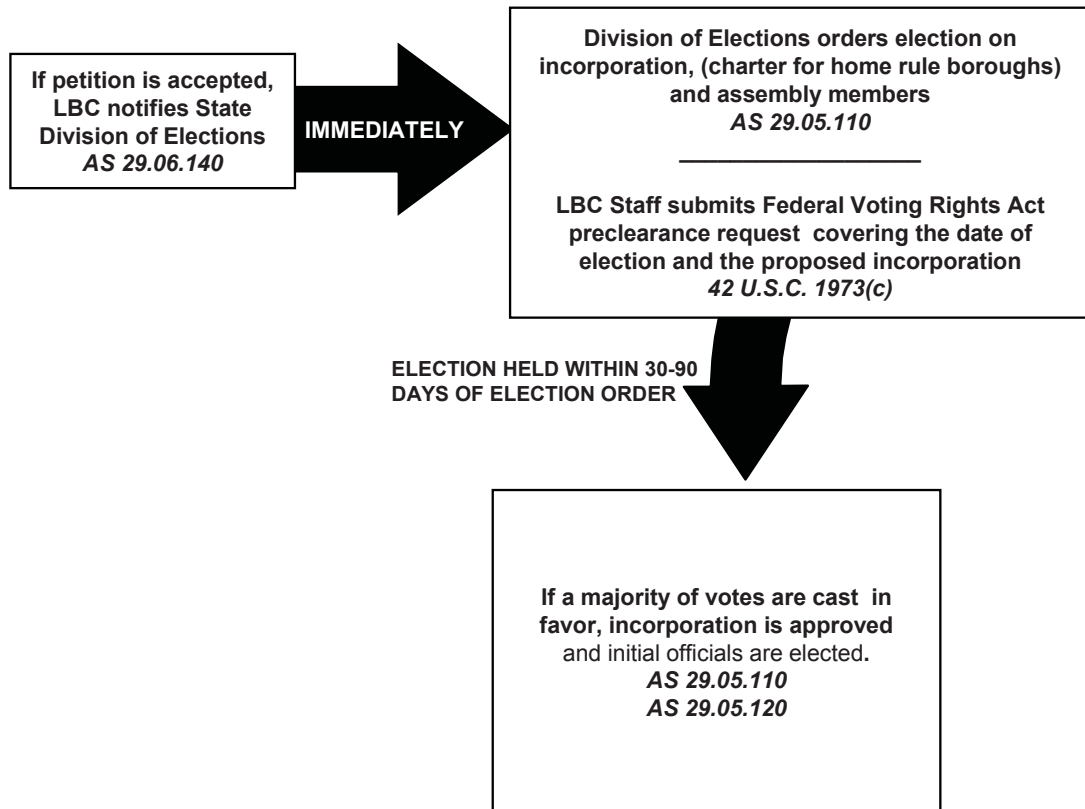 If petition is accepted,
LBC notifies State
Division of Elections
AS 29.06.140
IMMEDIATELY
Division of Elections orders election on
incorporation, (charter for home rule boroughs)
and assembly members
AS 29.05.110
LBC Staff submits Federal Voting Rights Act
preclearance request covering the date of
election and the proposed incorporation
42 U.S.C. 1973(c)
ELECTION HELD WITHIN 30-90
DAYS OF ELECTION ORDER
If a majority of votes are cast in
favor, incorporation is approved
and initial officials are elected.
AS 29.05.110
AS 29.05.120